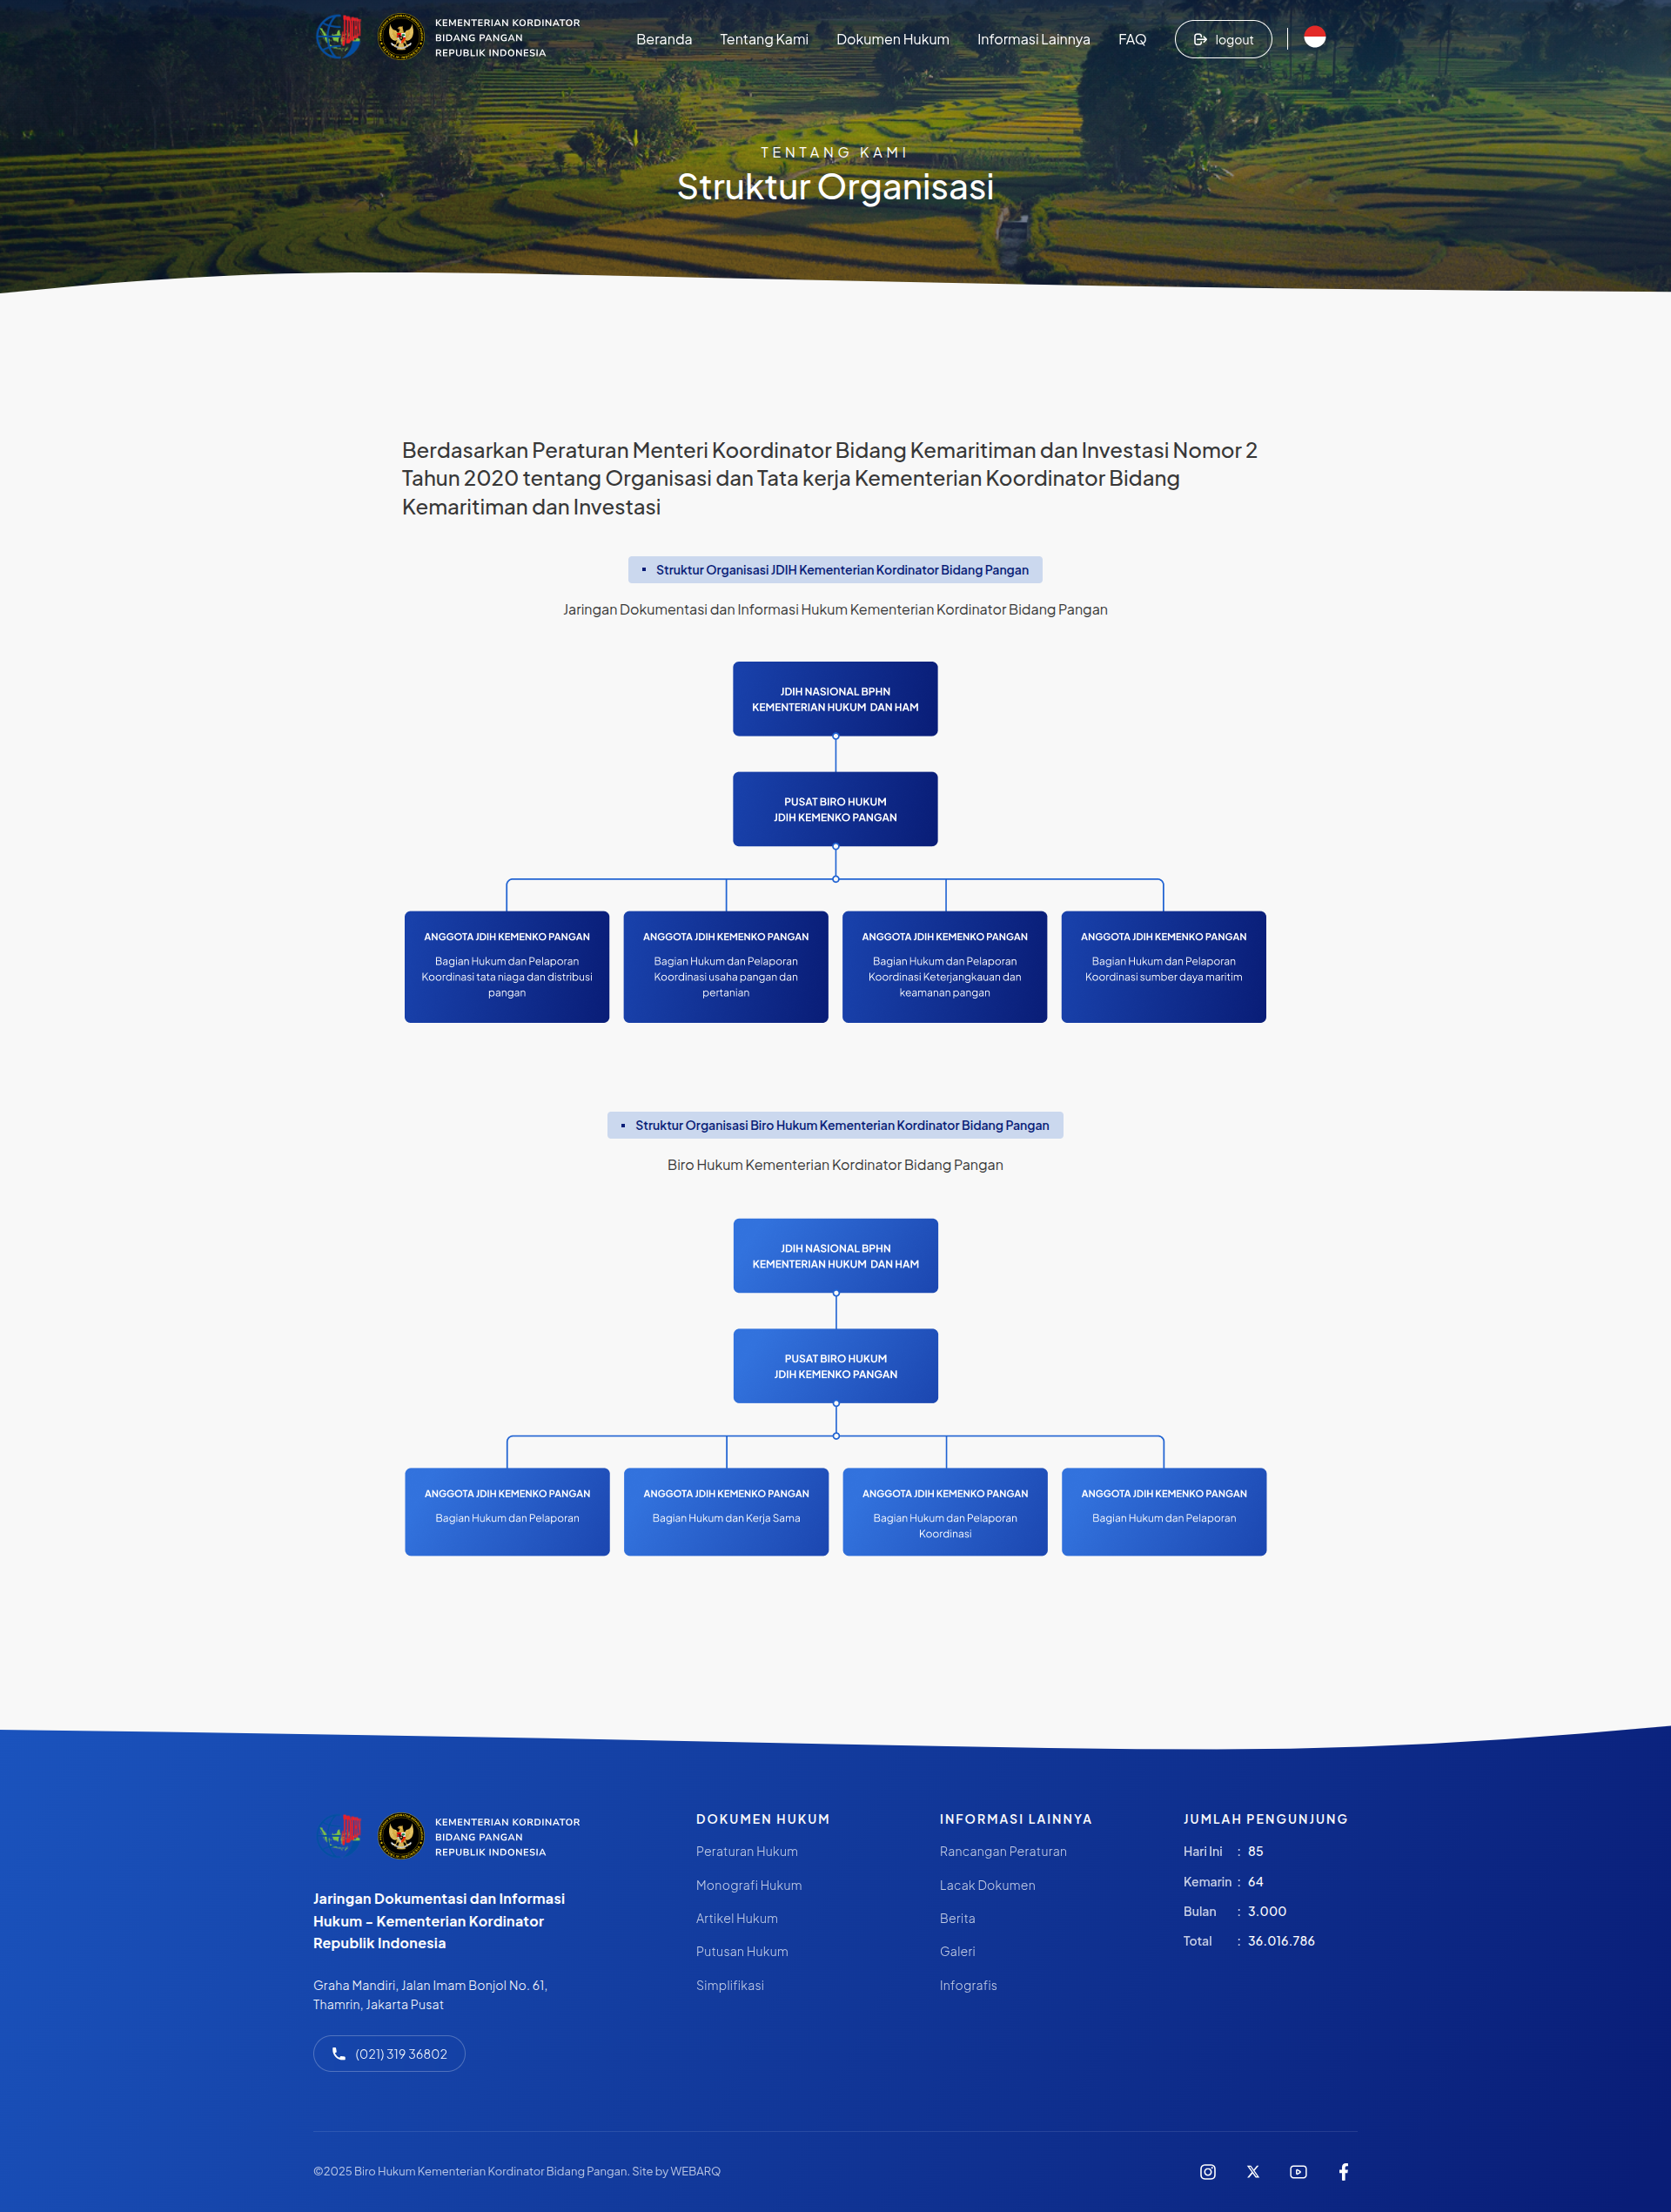 KEMENTERIAN KORDINATOR
BIDANG PANGAN
REPUBLIK INDONESIA
Beranda
Tentang Kami
Dokumen Hukum
Informasi Lainnya
FAQ
logout
TENTANG KAMI
Struktur Organisasi
Berdasarkan Peraturan Menteri Koordinator Bidang Kemaritiman dan Investasi Nomor 2
Tahun 2020 tentang Organisasi dan Tata kerja Kementerian Koordinator Bidang
Kemaritiman dan Investasi
Struktur Organisasi JDIH Kementerian Kordinator Bidang Pangan
Jaringan Dokumentasi dan Informasi Hukum Kementerian Kordinator Bidang Pangan
JDIH NASIONAL BPHN
KEMENTERIAN HUKUM DAN HAM
PUSAT BIRO HUKUM
JDIH KEMENKO PANGAN
ANGGOTA JDIH KEMENKO PANGAN
Bagian Hukum dan Pelaporan
Koordinasi tata niaga dan distribusi
pangan
ANGGOTA JDIH KEMENKO PANGAN
Bagian Hukum dan Pelaporan
Koordinasi usaha pangan dan
pertanian
ANGGOTA JDIH KEMENKO PANGAN
Bagian Hukum dan Pelaporan
Koordinasi Keterjangkauan dan
keamanan pangan
ANGGOTA JDIH KEMENKO PANGAN
Bagian Hukum dan Pelaporan
Koordinasi sumber daya maritim
Struktur Organisasi Biro Hukum Kementerian Kordinator Bidang Pangan
Biro Hukum Kementerian Kordinator Bidang Pangan
JDIH NASIONAL BPHN
KEMENTERIAN HUKUM DAN HAM
PUSAT BIRO HUKUM
JDIH KEMENKO PANGAN
ANGGOTA JDIH KEMENKO PANGAN
Bagian Hukum dan Pelaporan
ANGGOTA JDIH KEMENKO PANGAN
Bagian Hukum dan Kerja Sama
ANGGOTA JDIH KEMENKO PANGAN
Bagian Hukum dan Pelaporan
Koordinasi
ANGGOTA JDIH KEMENKO PANGAN
Bagian Hukum dan Pelaporan
KEMENTERIAN KORDINATOR
BIDANG PANGAN
REPUBLIK INDONESIA
Jaringan Dokumentasi dan Informasi
Hukum – Kementerian Kordinator
Republik Indonesia
Graha Mandiri, Jalan Imam Bonjol No. 61,
Thamrin, Jakarta Pusat
(021) 319 36802
DOKUMEN HUKUM
Peraturan Hukum
Monografi Hukum
Artikel Hukum
Putusan Hukum
Simplifikasi
INFORMASI LAINNYA
Rancangan Peraturan
Lacak Dokumen
Berita
Galeri
Infografis
JUMLAH PENGUNJUNG
Hari Ini : 85
Kemarin : 64
Bulan : 3.000
Total : 36.016.786
©2025 Biro Hukum Kementerian Kordinator Bidang Pangan. Site by WEBARQ